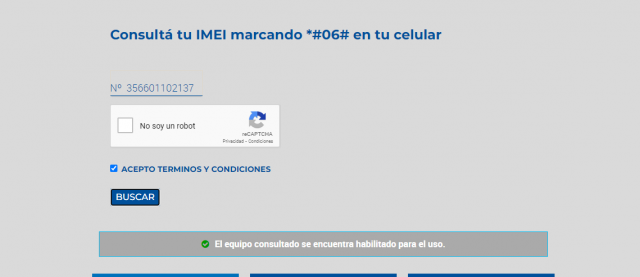 Consultá tu IMEI marcando *#06# en tu celular
Nº 356601102137
No soy un robot
reCAPTCHA
Privacidad - Condiciones
ACEPTO TERMINOS Y CONDICIONES
BUSCAR
El equipo consultado se encuentra habilitado para el uso.